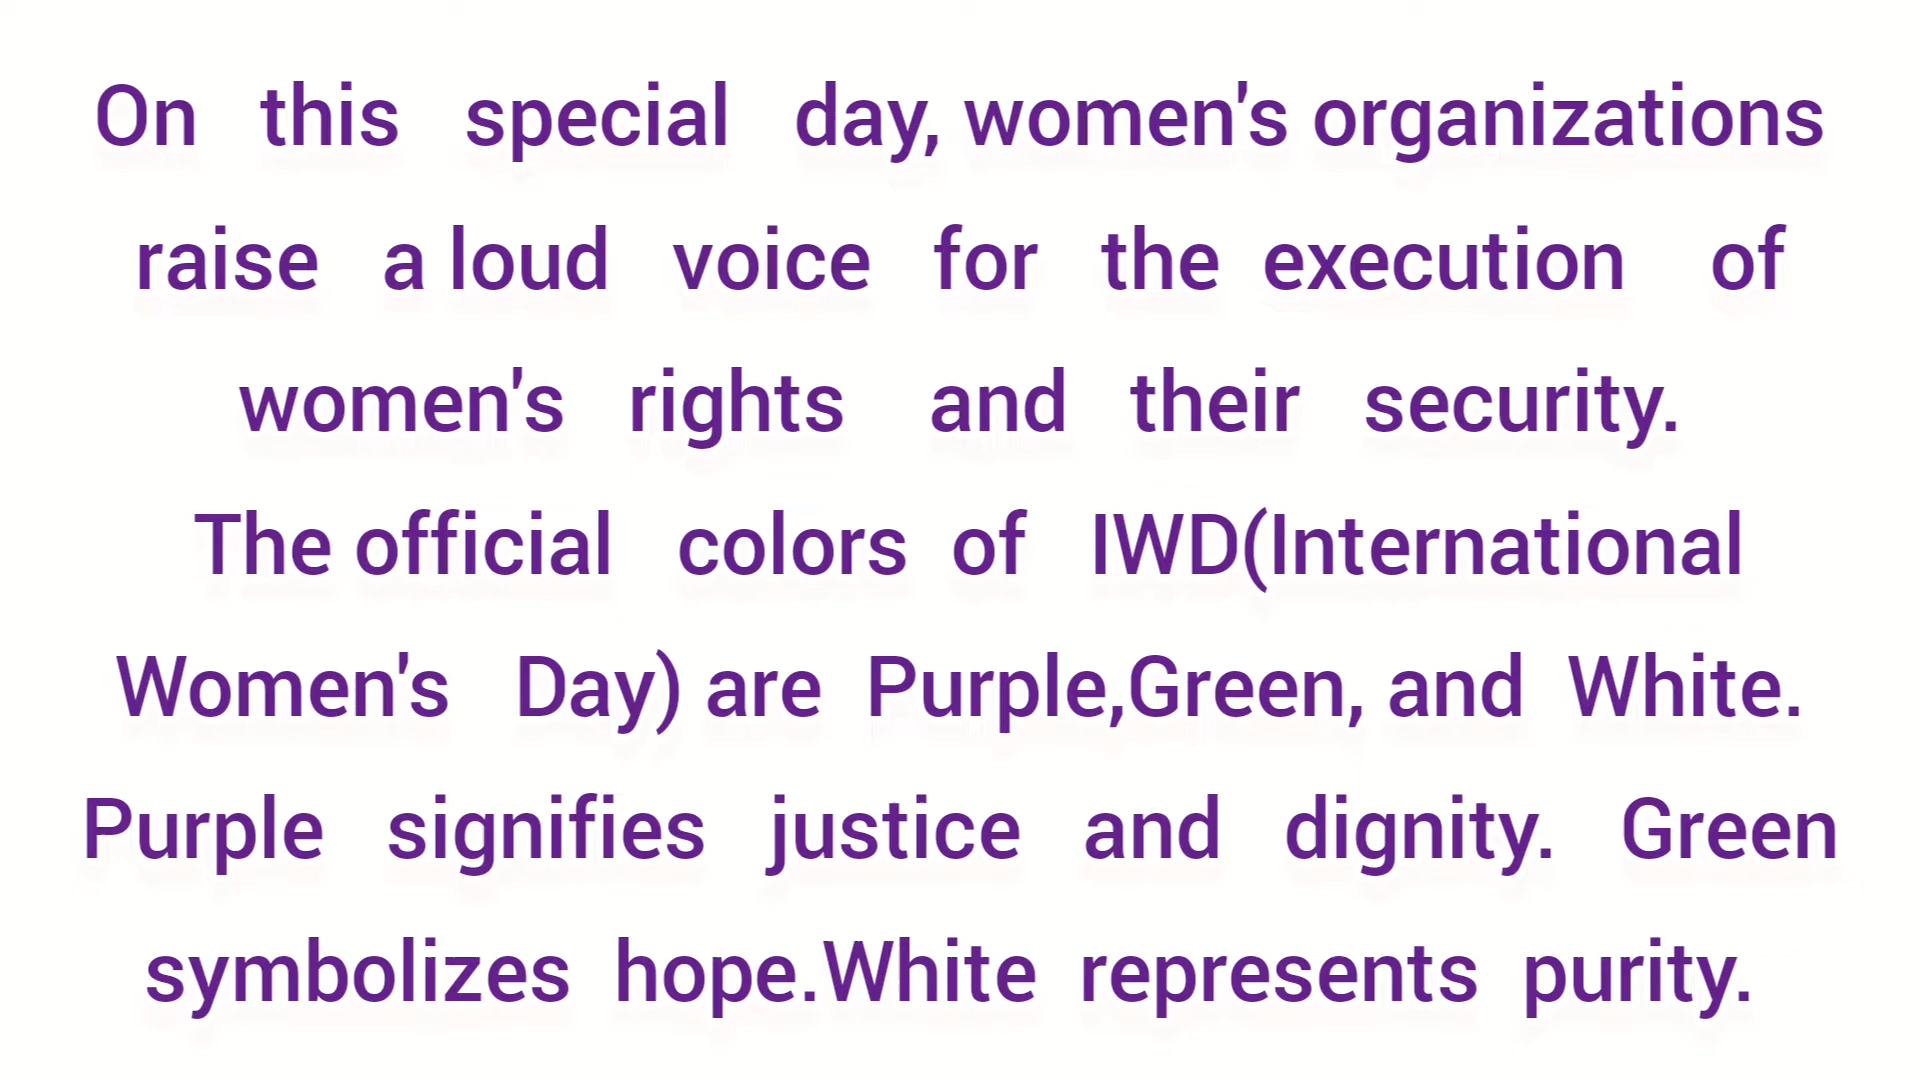 On this special day, women's organizations
raise a loud voice for the execution of
women's rights and their security.
The official colors of IWD(International
Women's Day) are Purple,Green, and White.
Purple signifies justice and dignity. Green
symbolizes hope.White represents purity.